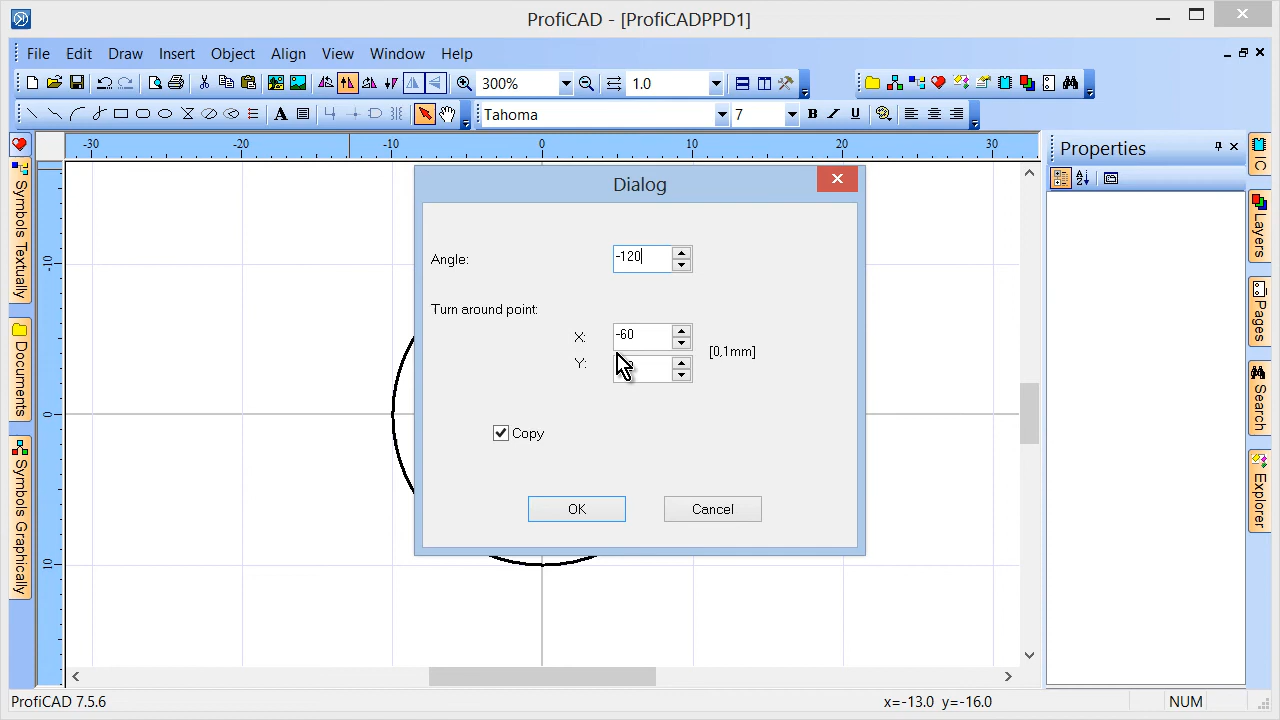 ProfiCAD - [ProfiCADPPD1]
File Edit Draw Insert Object Align View Window Help
300% 1.0
Tahoma 7 B I U
-30 -20 -10 0 10 20 30
Properties
Symbols Textually
Documents
Symbols Graphically
-10
0
10
Dialog
Angle: -120
Turn around point:
X: -60
[0,1mm]
Y:
Copy
OK Cancel
IC
Layers
Pages
Search
Explorer
ProfiCAD 7.5.6 x=-13.0 y=-16.0 NUM